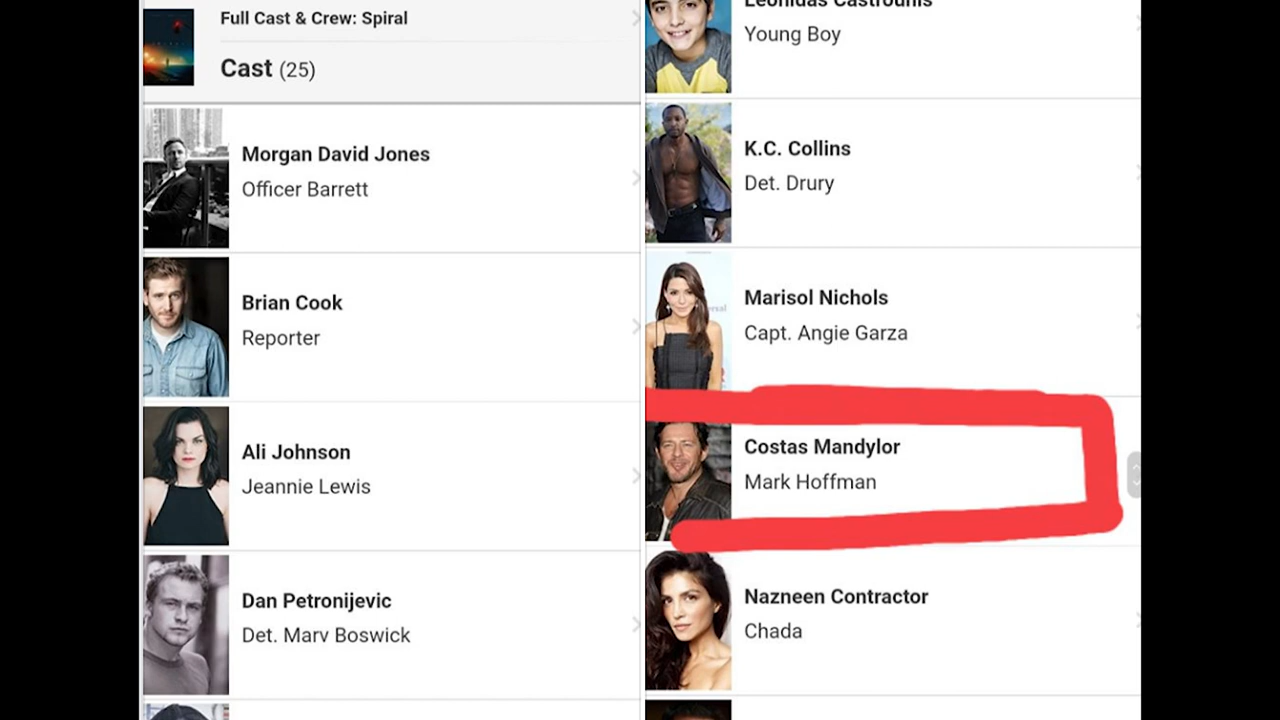 Full Cast & Crew: Spiral
Cast (25)
Morgan David Jones
Officer Barrett
Brian Cook
Reporter
Ali Johnson
Jeannie Lewis
Dan Petronijevic
Det. Marv Boswick
Leonidas Castrounis
Young Boy
K.C. Collins
Det. Drury
Marisol Nichols
Capt. Angie Garza
Costas Mandylor
Mark Hoffman
Nazneen Contractor
Chada